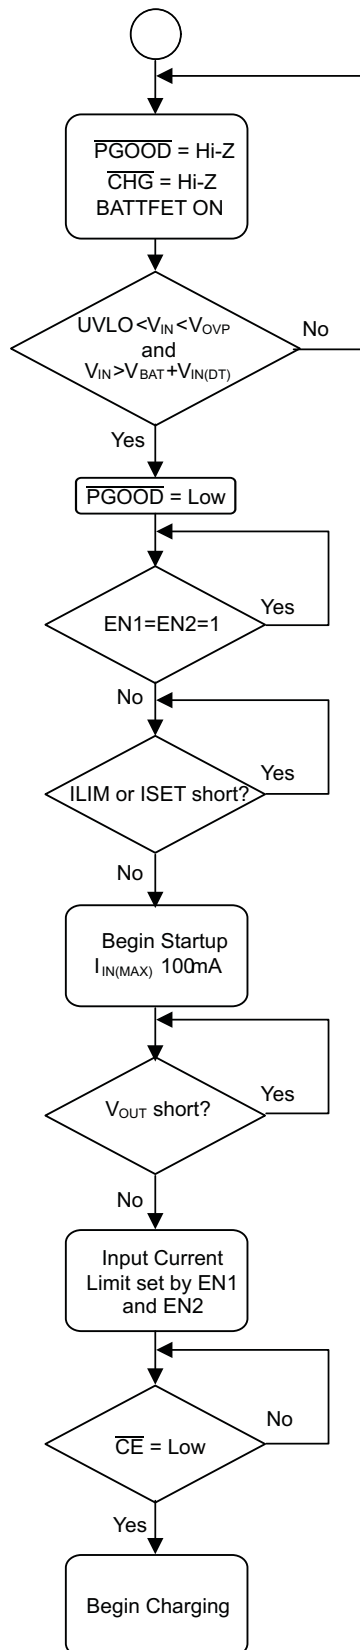 PGOOD = Hi-Z
CHG = Hi-Z
BATTFET ON
UVLO<VIN<VOVP
and
VIN>VBAT+VIN(DT)
No
Yes
PGOOD = Low
EN1=EN2=1
Yes
No
ILIM or ISET short?
Yes
No
Begin Startup
IIN(MAX) 100mA
VOUT short?
Yes
No
Input Current
Limit set by EN1
and EN2
CE = Low
No
Yes
Begin Charging